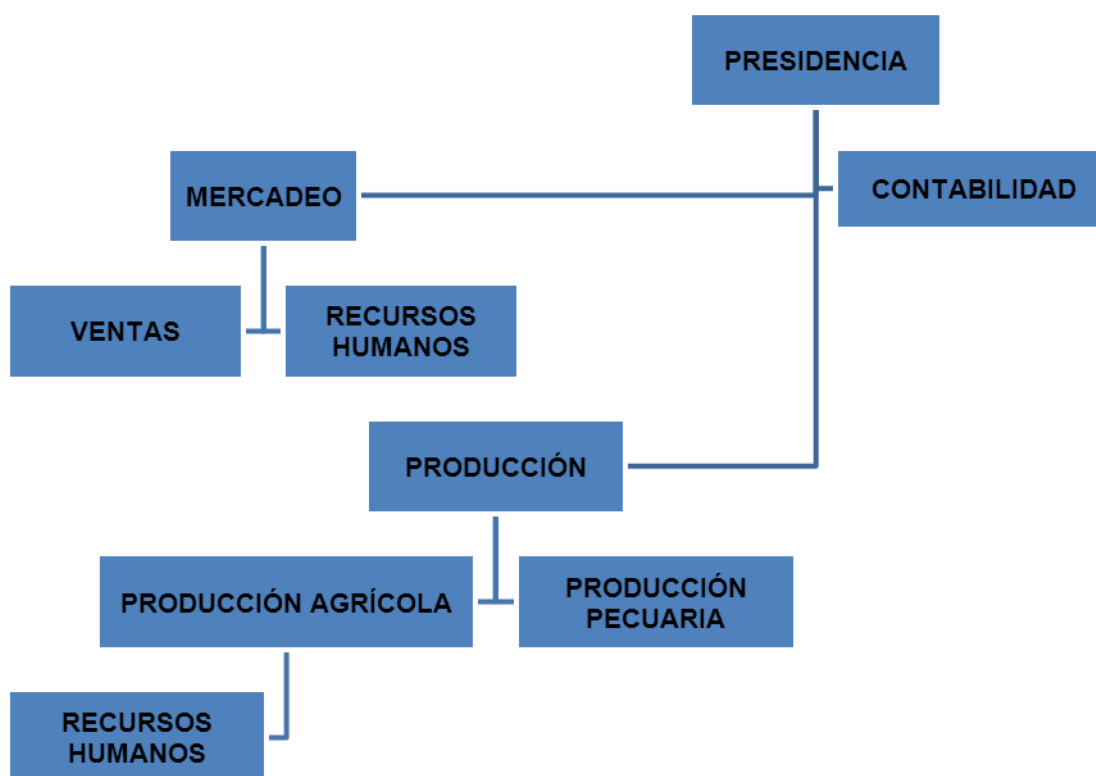 PRESIDENCIA
MERCADEO
CONTABILIDAD
VENTAS
RECURSOS
HUMANOS
PRODUCCIÓN
PRODUCCIÓN AGRÍCOLA
PRODUCCIÓN
PECUARIA
RECURSOS
HUMANOS